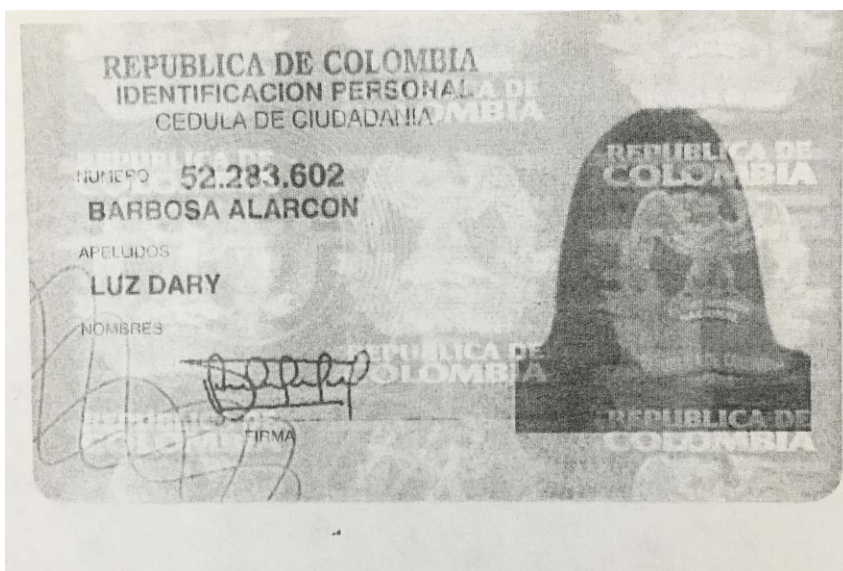 REPUBLICA DE COLOMBIA
IDENTIFICACION PERSONAL
CEDULA DE CIUDADANIA
NUMERO 52.283.602
BARBOSA ALARCON
APELLIDOS
LUZ DARY
NOMBRES
FIRMA
REPUBLICA DE
COLOMBIA
REPUBLICA DE
COLOMBIA
REPUBLICA DE
COLOMBIA